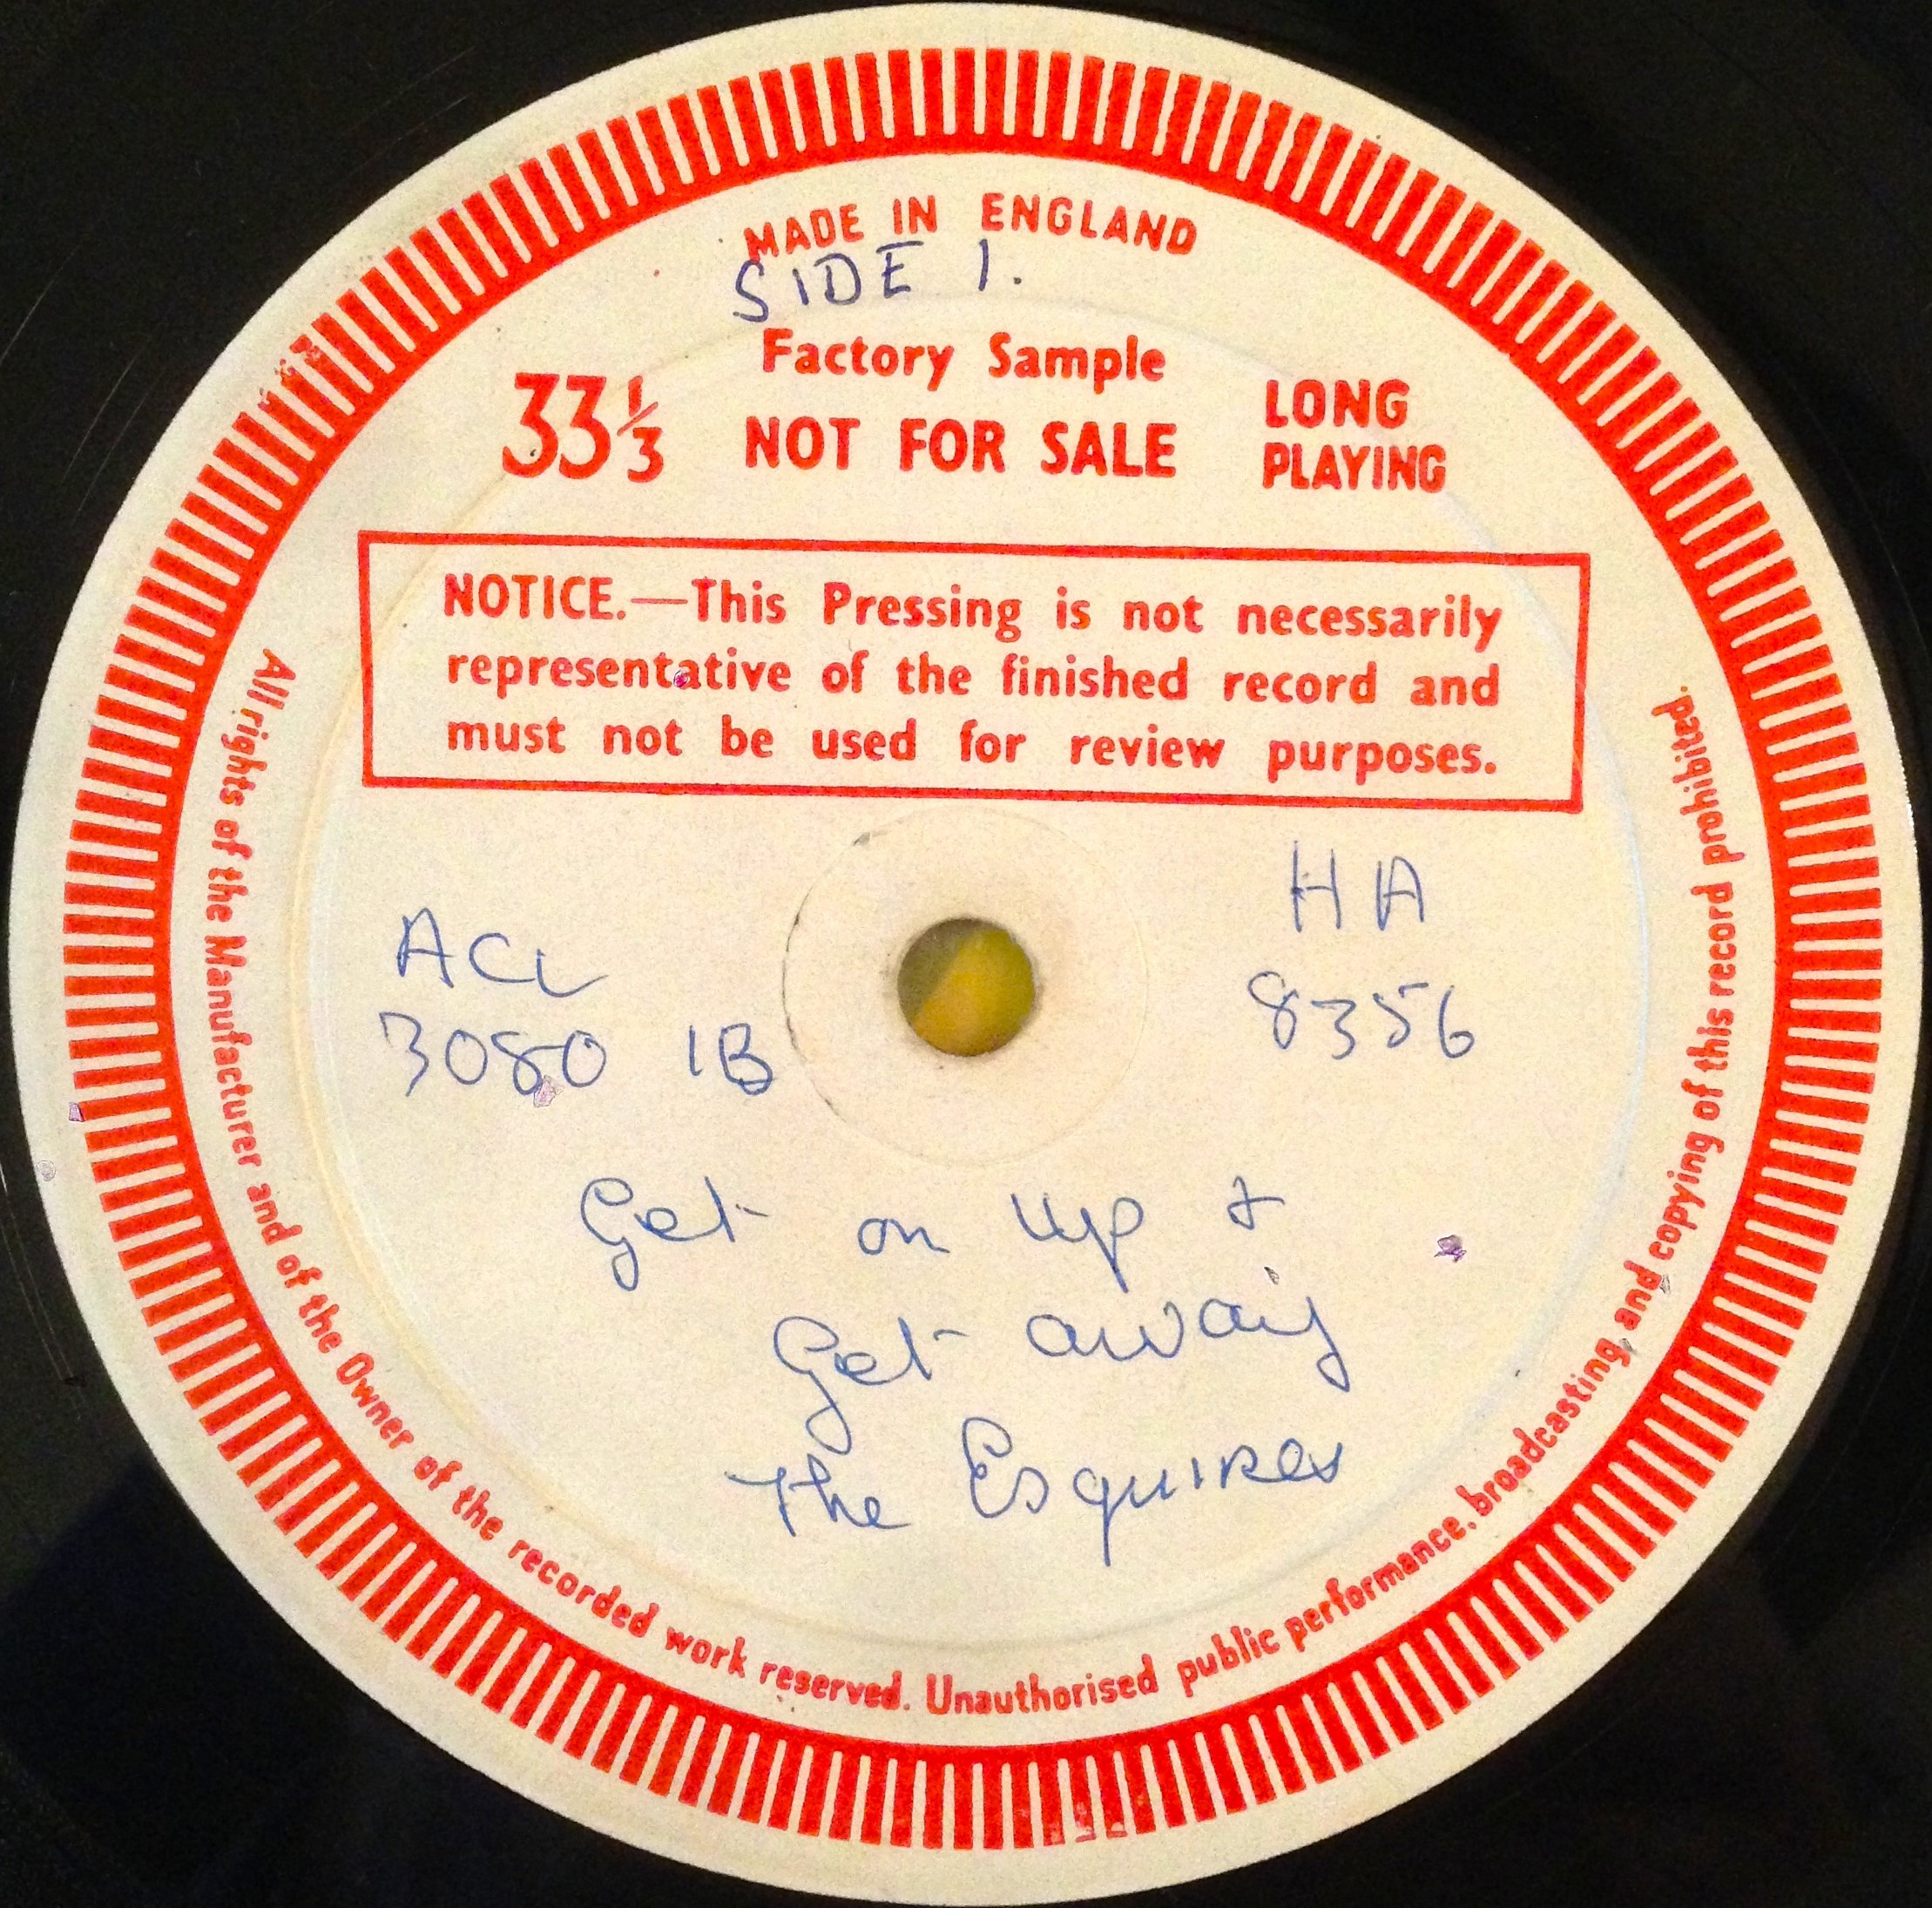 MADE IN ENGLAND
SIDE 1.
Factory Sample
33⅓ NOT FOR SALE LONG PLAYING
NOTICE.—This Pressing is not necessarily
representative of the finished record and
must not be used for review purposes.
ACL HA
3080 1B 8356
Get on up &
Get away
The Esquires
All rights of the Manufacturer and of the Owner of the recorded work reserved. Unauthorised public performance, broadcasting, and copying of this record prohibited.